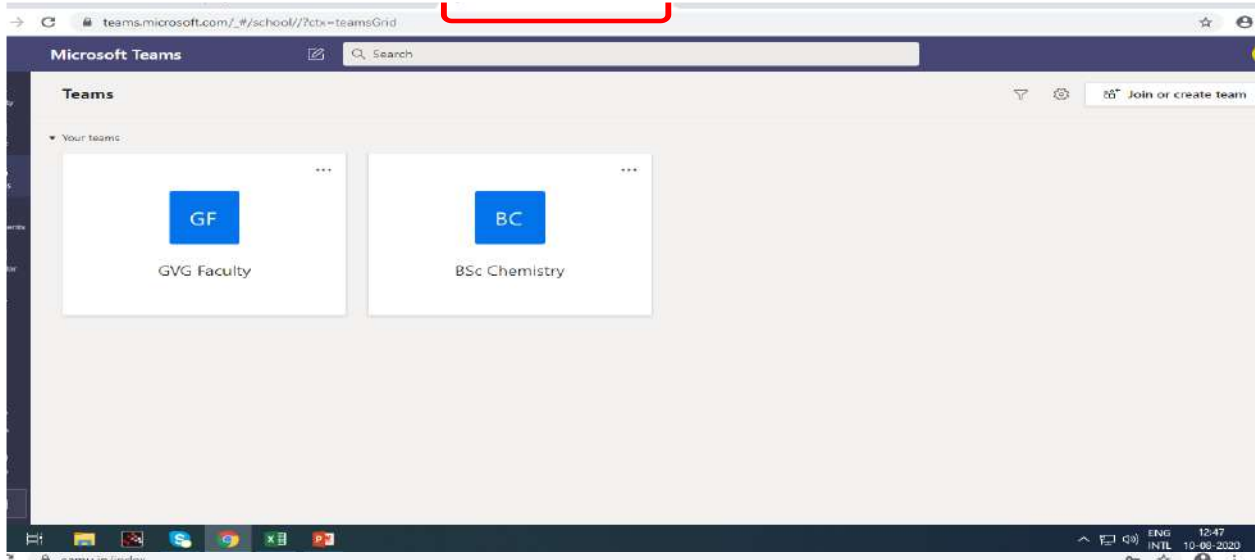 teams.microsoft.com/_#/school//?ctx=teamsGrid
Microsoft Teams
Search
Teams
Join or create team
Your teams
GF
BC
GVG Faculty
BSc Chemistry
ENG 12:47
INTL 10-08-2020